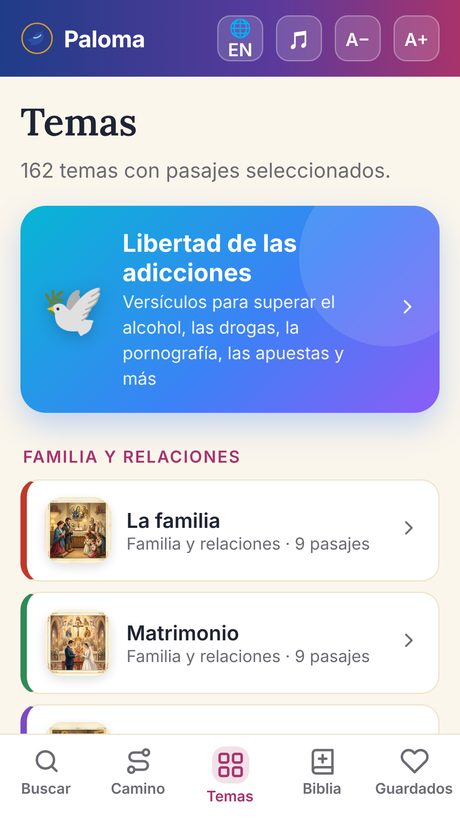 Paloma
EN
A−
A+
Temas
162 temas con pasajes seleccionados.
Libertad de las
adicciones
Versículos para superar el
alcohol, las drogas, la
pornografía, las apuestas y
más
FAMILIA Y RELACIONES
La familia
Familia y relaciones · 9 pasajes
Matrimonio
Familia y relaciones · 9 pasajes
Buscar
Camino
Temas
Biblia
Guardados